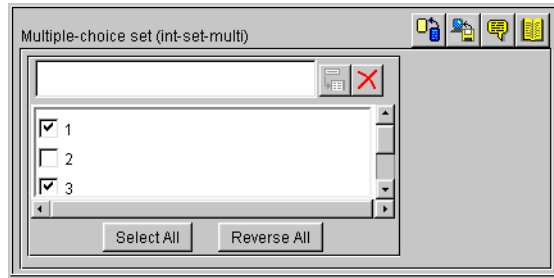 Multiple-choice set (int-set-multi)
1
2
3
Select All
Reverse All